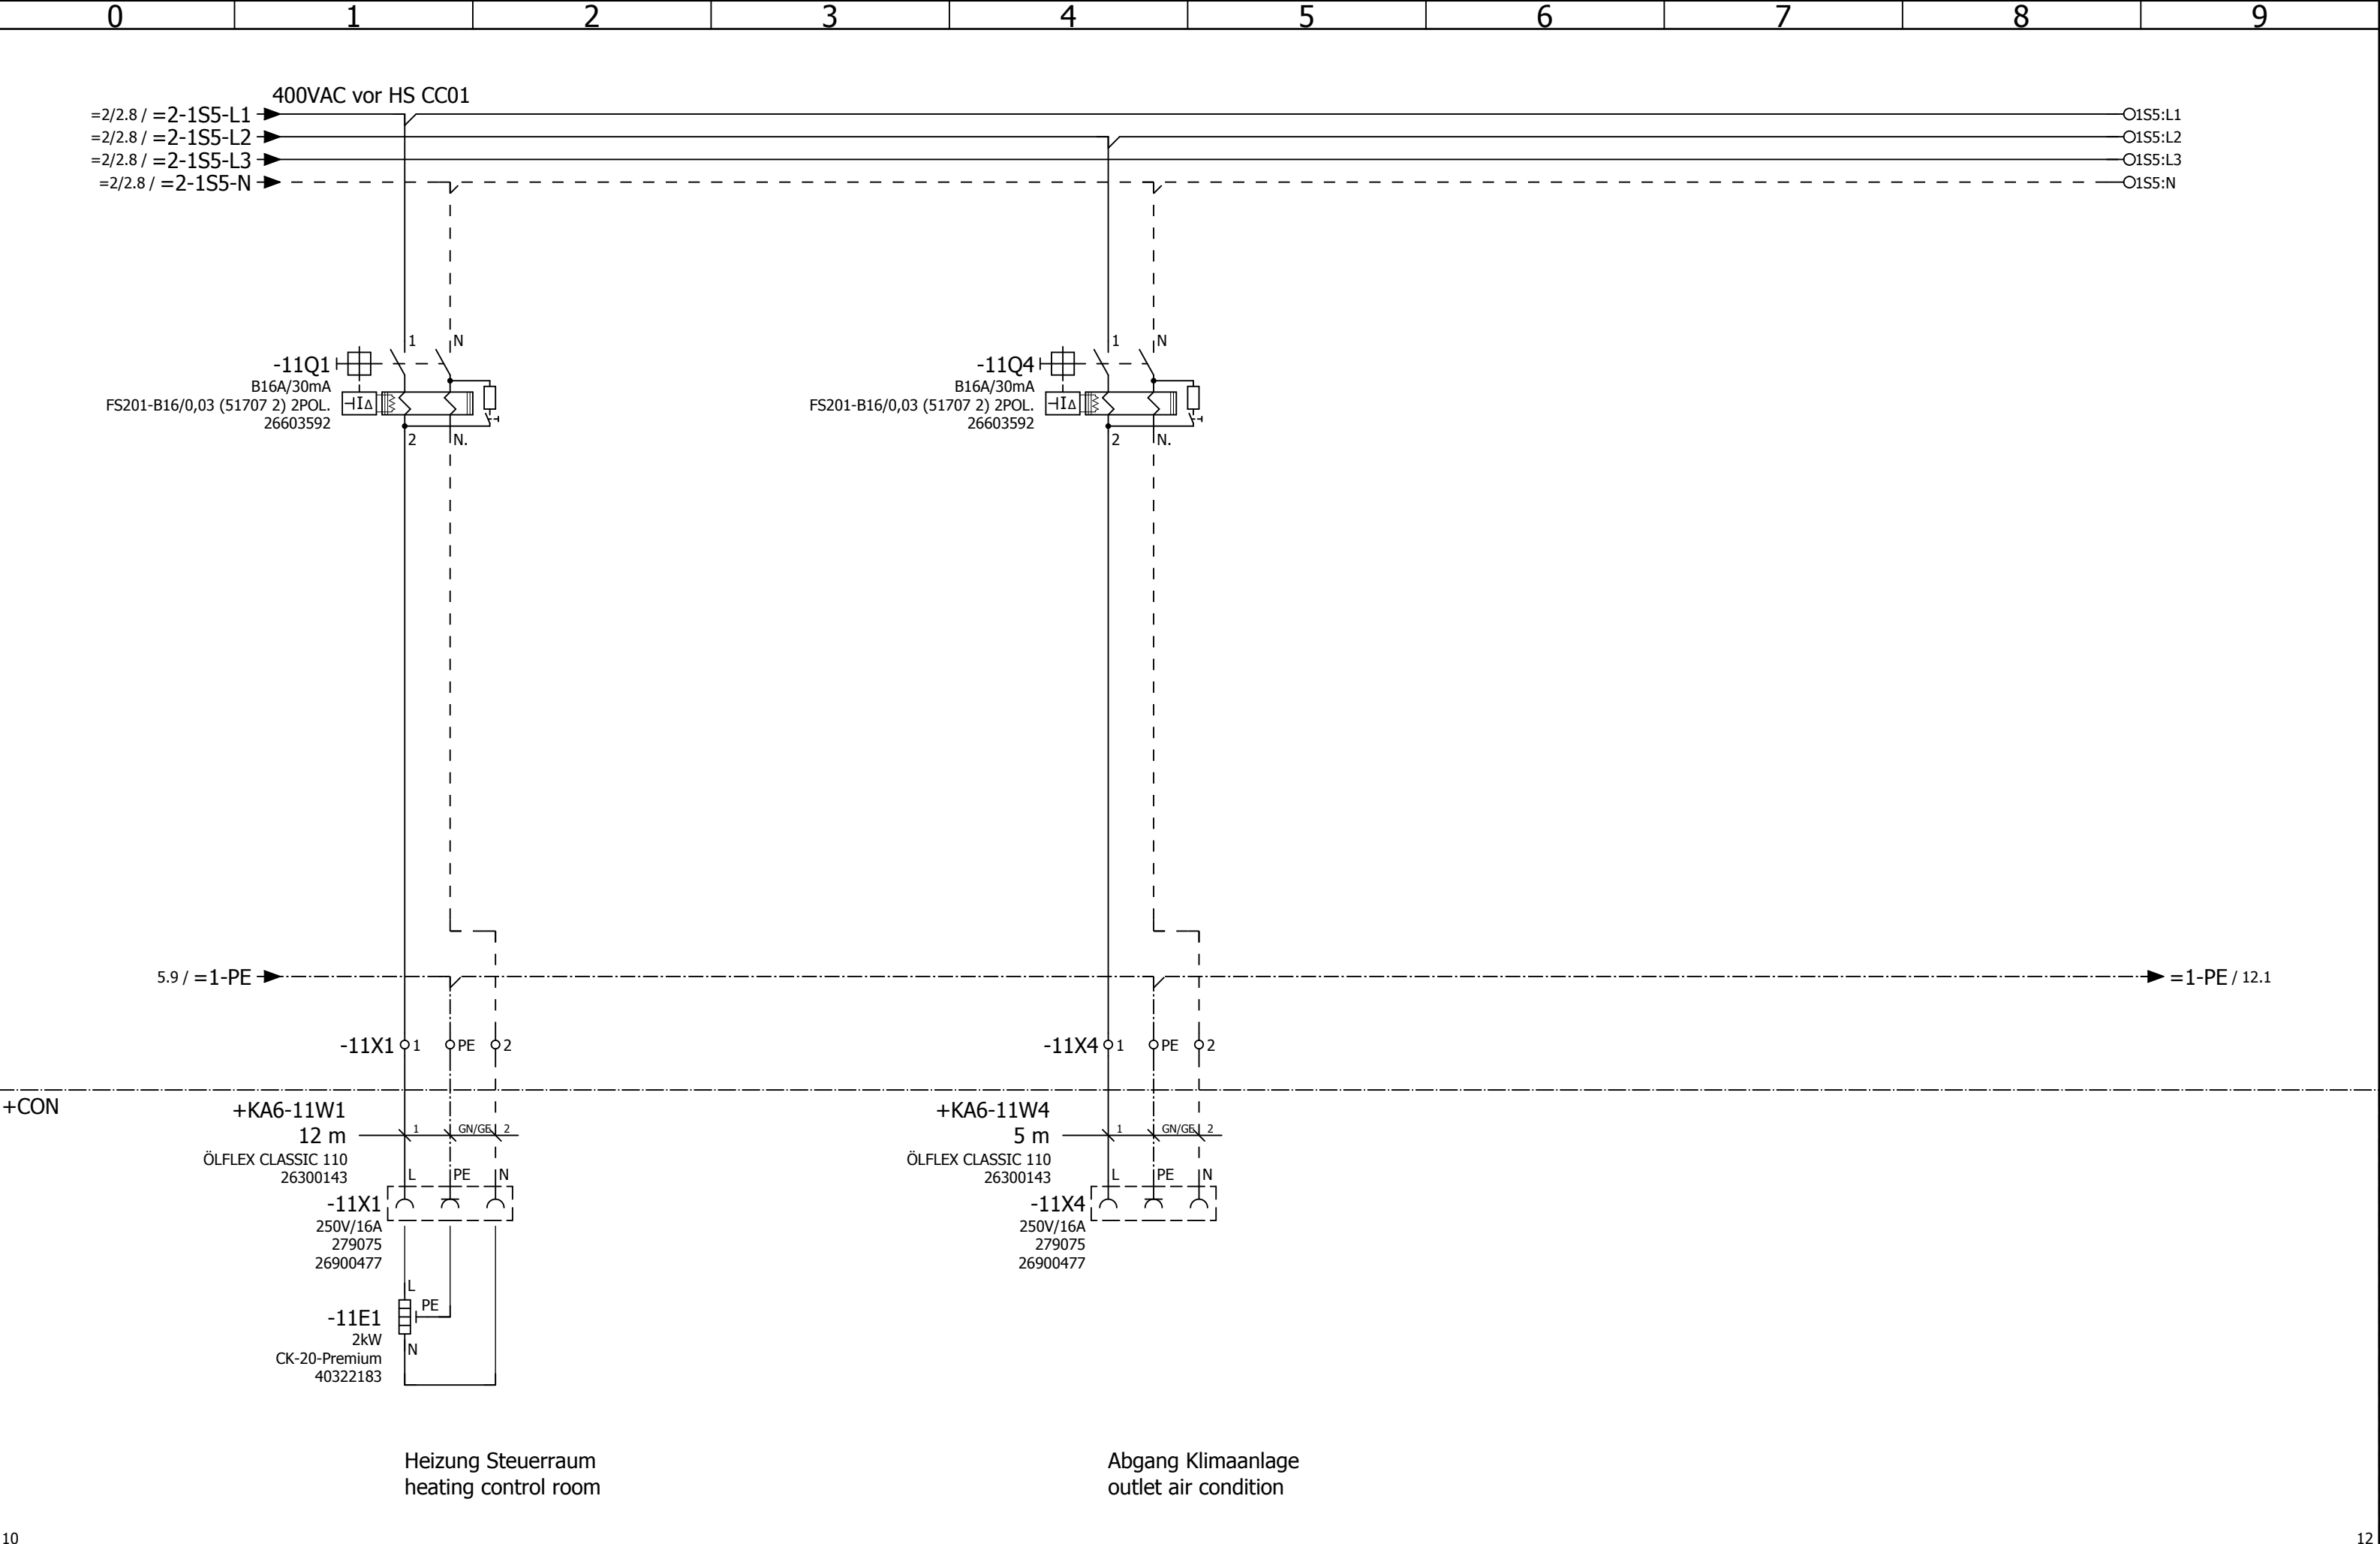 0 1 2 3 4 5 6 7 8 9
400VAC vor HS CC01
=2/2.8 / =2-1S5-L1 1S5:L1
=2/2.8 / =2-1S5-L2 1S5:L2
=2/2.8 / =2-1S5-L3 1S5:L3
=2/2.8 / =2-1S5-N 1S5:N
1 N
-11Q1
B16A/30mA
FS201-B16/0,03 (51707 2) 2POL.
26603592
I∆
2 N.
1 N
-11Q4
B16A/30mA
FS201-B16/0,03 (51707 2) 2POL.
26603592
I∆
2 N.
5.9 / =1-PE =1-PE / 12.1
-11X1 1 PE 2
-11X4 1 PE 2
+CON
+KA6-11W1
12 m 1 GN/GE 2
ÖLFLEX CLASSIC 110
26300143
L PE N
-11X1
250V/16A
279075
26900477
L
PE
-11E1
2kW
N
CK-20-Premium
40322183
+KA6-11W4
5 m 1 GN/GE 2
ÖLFLEX CLASSIC 110
26300143
L PE N
-11X4
250V/16A
279075
26900477
Heizung Steuerraum
heating control room
Abgang Klimaanlage
outlet air condition
10 12